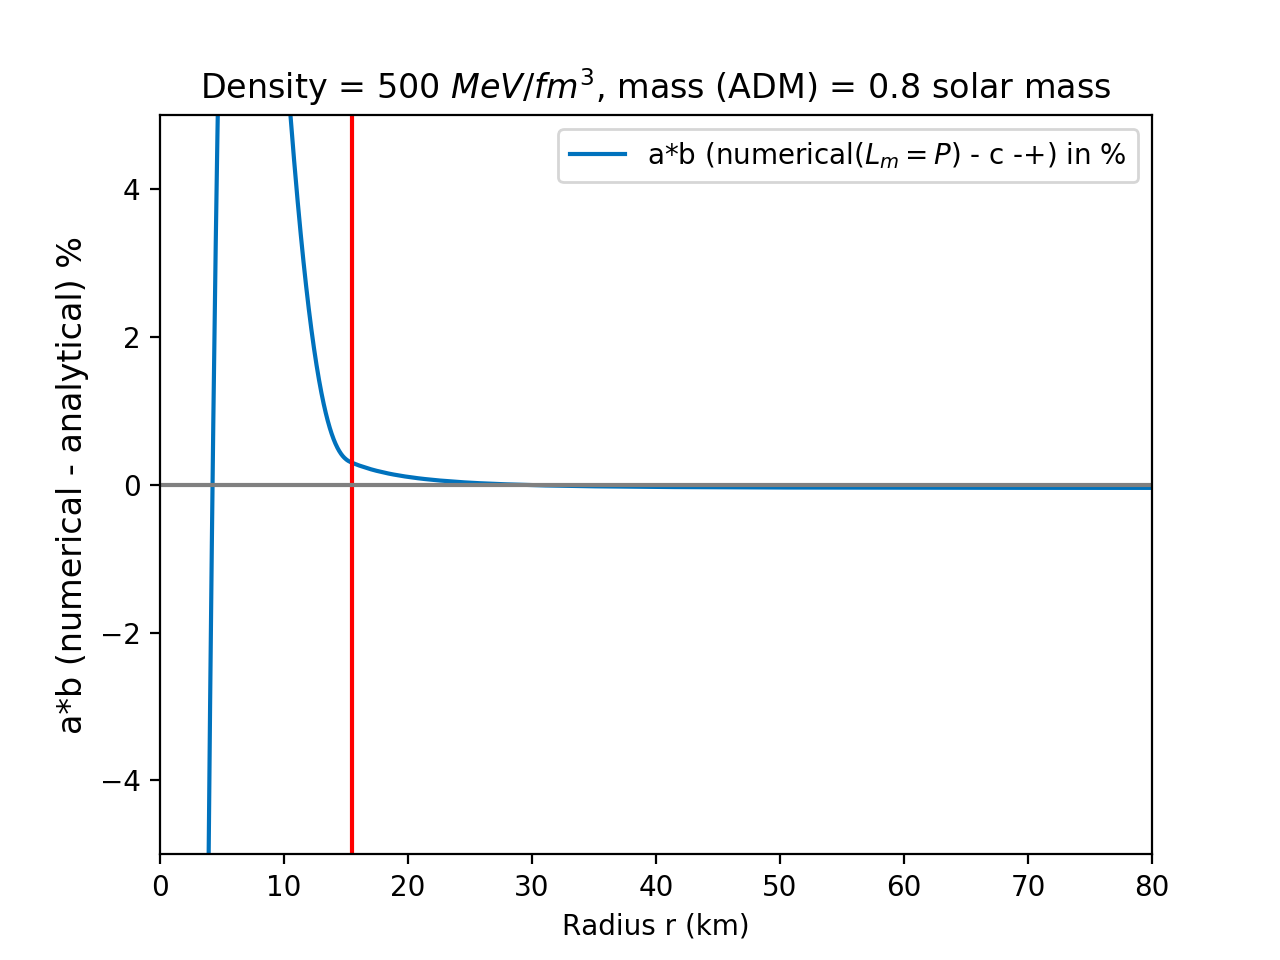 Density = 500 MeV/fm³, mass (ADM) = 0.8 solar mass
a*b (numerical(Lₘ = P) - c -+) in %
a*b (numerical - analytical) %
4
2
0
−2
−4
0 10 20 30 40 50 60 70 80
Radius r (km)